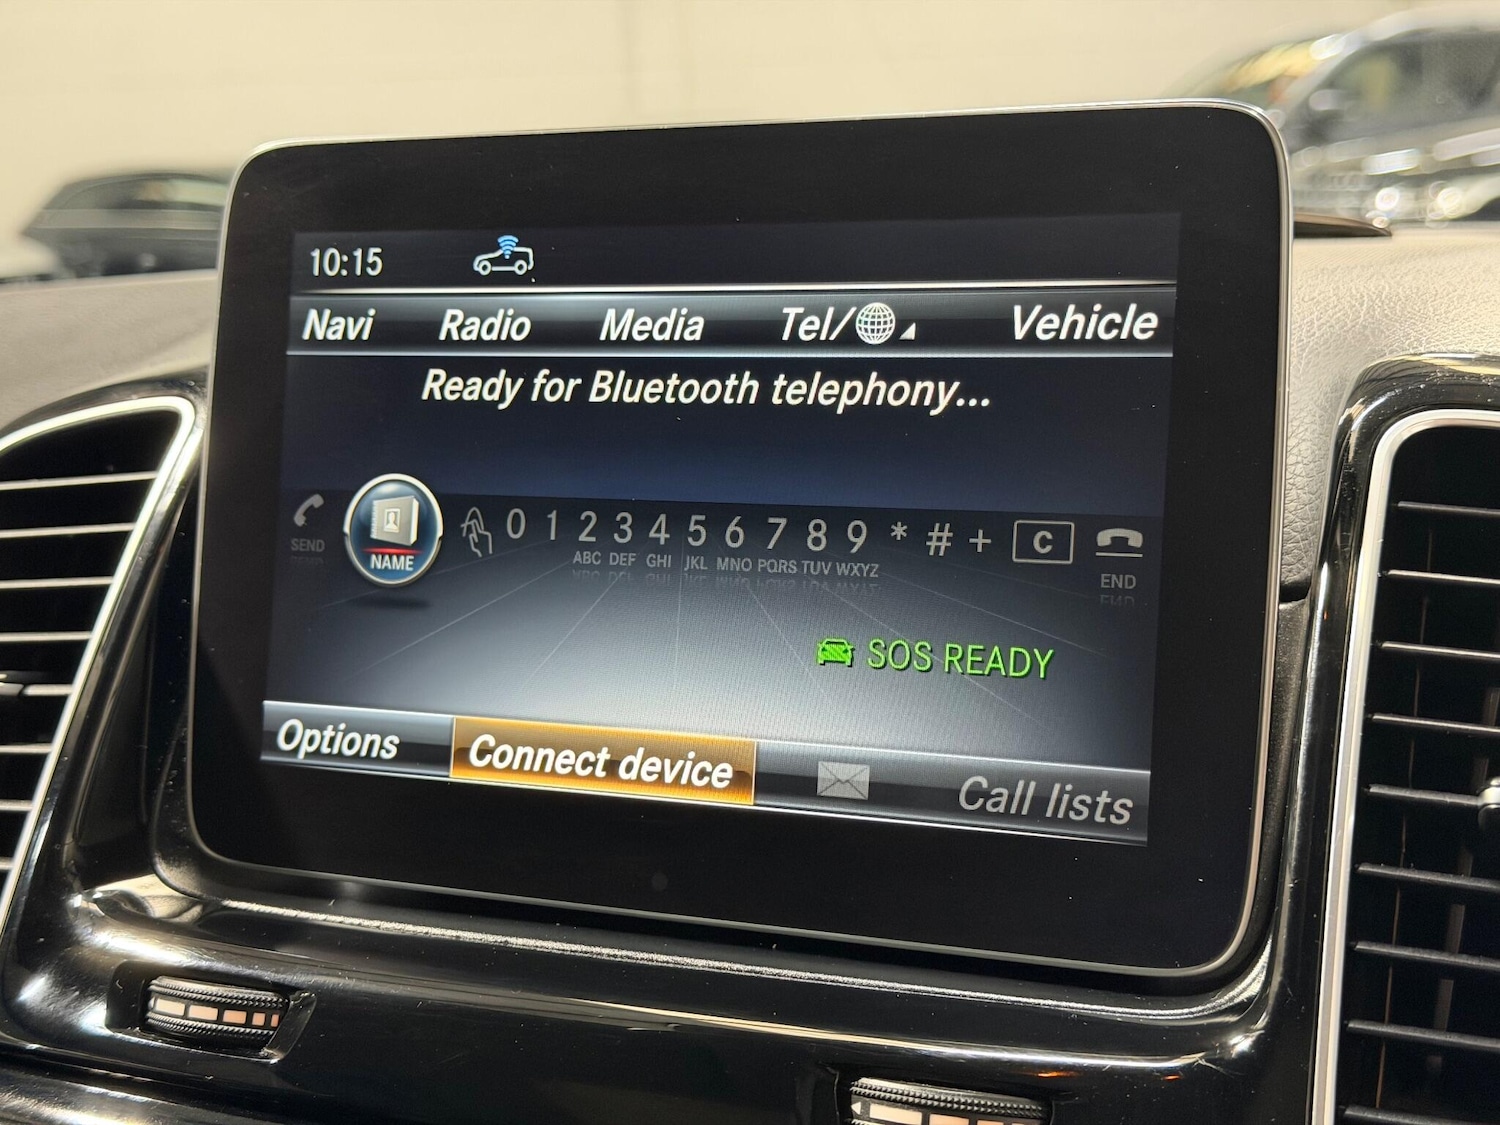 10:15
Navi Radio Media Tel/ Vehicle
Ready for Bluetooth telephony...
SEND NAME 0 1 2 3 4 5 6 7 8 9 * # + C END
ABC DEF GHI JKL MNO PQRS TUV WXYZ
SOS READY
Options Connect device Call lists